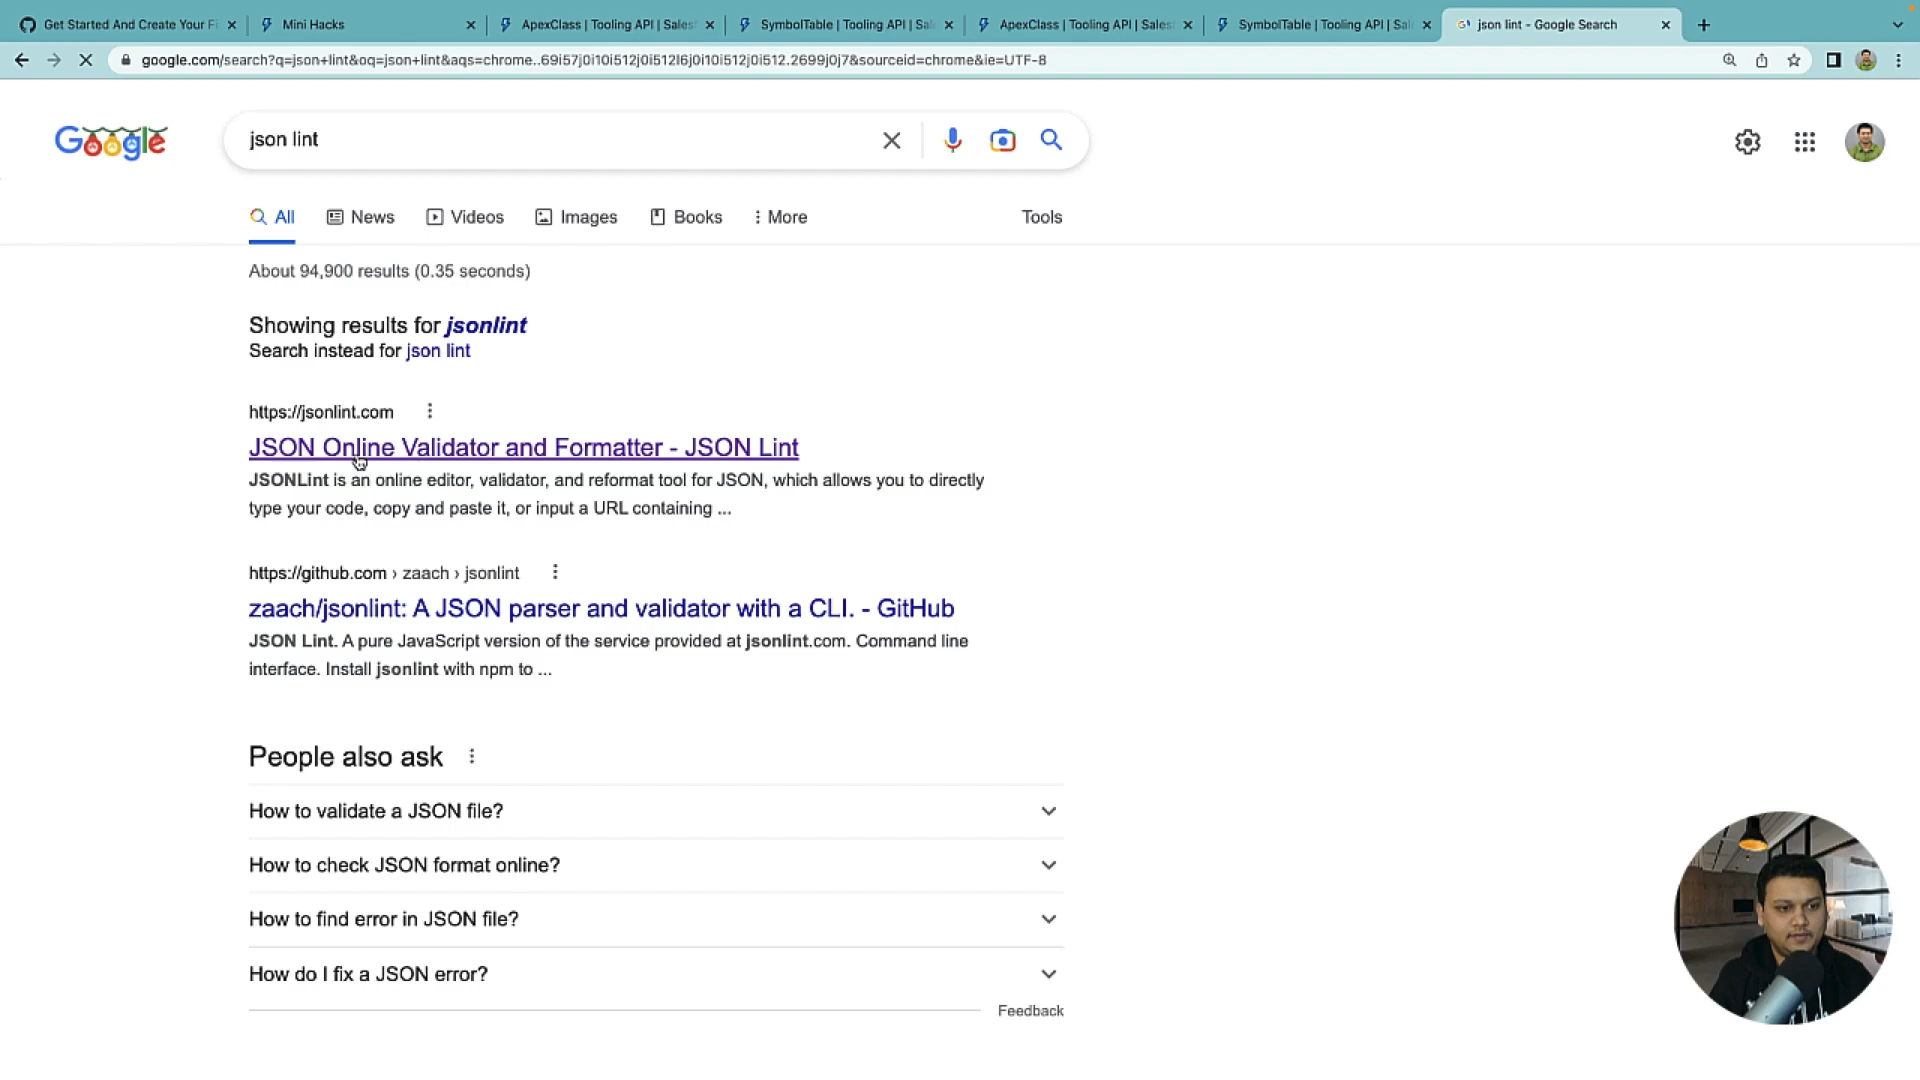 Get Started And Create Your Fi
Mini Hacks
ApexClass | Tooling API | Sales
SymbolTable | Tooling API | Sal
ApexClass | Tooling API | Sales
SymbolTable | Tooling API | Sal
json lint - Google Search
google.com/search?q=json+lint&oq=json+lint&aqs=chrome..69i57j0i10i512j0i512l6j0i10i512j0i512.2699j0j7&sourceid=chrome&ie=UTF-8
Google
json lint
All
News
Videos
Images
Books
More
Tools
About 94,900 results (0.35 seconds)
Showing results for jsonlint
Search instead for json lint
https://jsonlint.com
JSON Online Validator and Formatter - JSON Lint
JSONLint is an online editor, validator, and reformat tool for JSON, which allows you to directly
type your code, copy and paste it, or input a URL containing ...
https://github.com › zaach › jsonlint
zaach/jsonlint: A JSON parser and validator with a CLI. - GitHub
JSON Lint. A pure JavaScript version of the service provided at jsonlint.com. Command line
interface. Install jsonlint with npm to ...
People also ask
How to validate a JSON file?
How to check JSON format online?
How to find error in JSON file?
How do I fix a JSON error?
Feedback